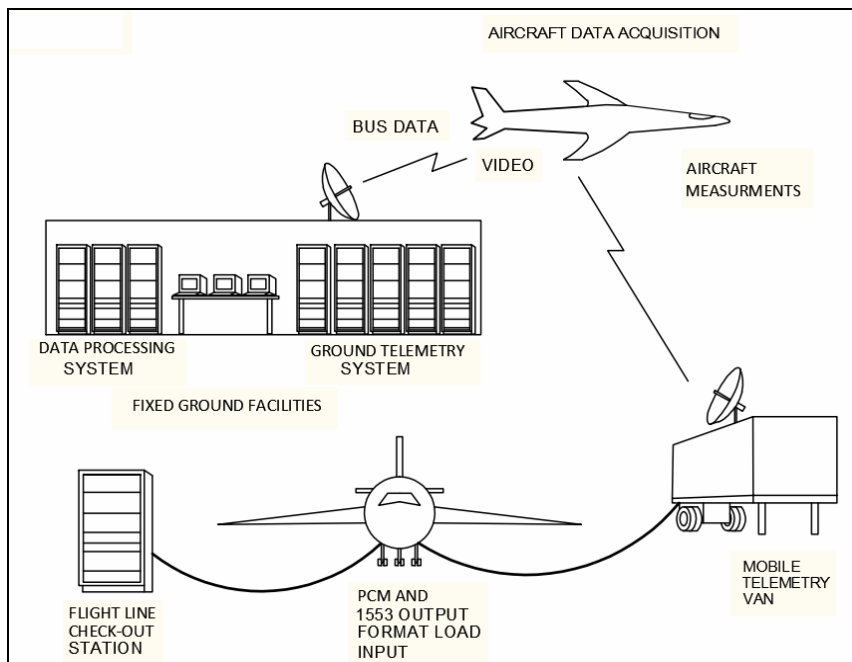 AIRCRAFT DATA ACQUISITION
BUS DATA
VIDEO
AIRCRAFT
MEASURMENTS
DATA PROCESSING
SYSTEM
GROUND TELEMETRY
SYSTEM
FIXED GROUND FACILITIES
FLIGHT LINE
CHECK-OUT
STATION
PCM AND
1553 OUTPUT
FORMAT LOAD
INPUT
MOBILE
TELEMETRY
VAN